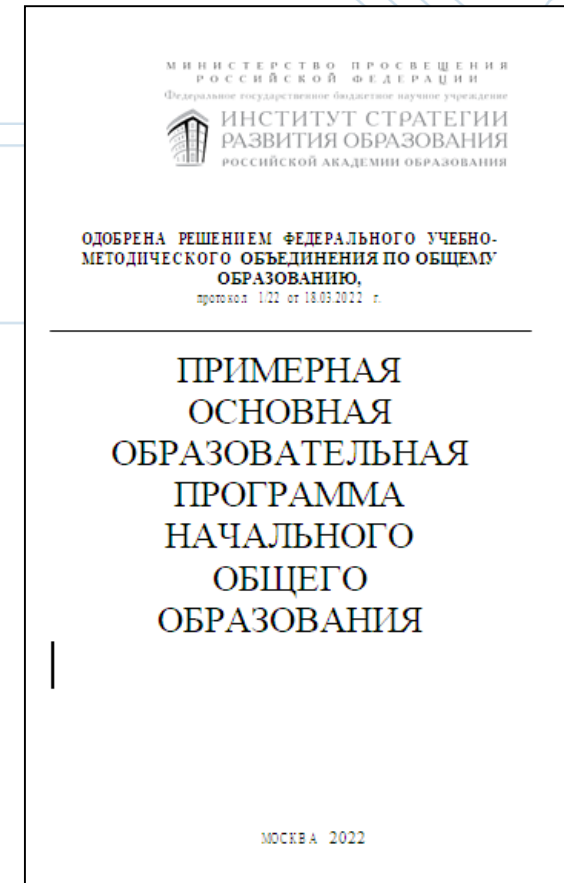 МИНИСТЕРСТВО ПРОСВЕЩЕНИЯ
РОССИЙСКОЙ ФЕДЕРАЦИИ
Федеральное государственное бюджетное научное учреждение
ИНСТИТУТ СТРАТЕГИИ
РАЗВИТИЯ ОБРАЗОВАНИЯ
РОССИЙСКОЙ АКАДЕМИИ ОБРАЗОВАНИЯ
ОДОБРЕНА РЕШЕНИЕМ ФЕДЕРАЛЬНОГО УЧЕБНО-
МЕТОДИЧЕСКОГО ОБЪЕДИНЕНИЯ ПО ОБЩЕМУ
ОБРАЗОВАНИЮ,
протокол 1/22 от 18.03.2022 г.
ПРИМЕРНАЯ
ОСНОВНАЯ
ОБРАЗОВАТЕЛЬНАЯ
ПРОГРАММА
НАЧАЛЬНОГО
ОБЩЕГО
ОБРАЗОВАНИЯ
МОСКВА 2022